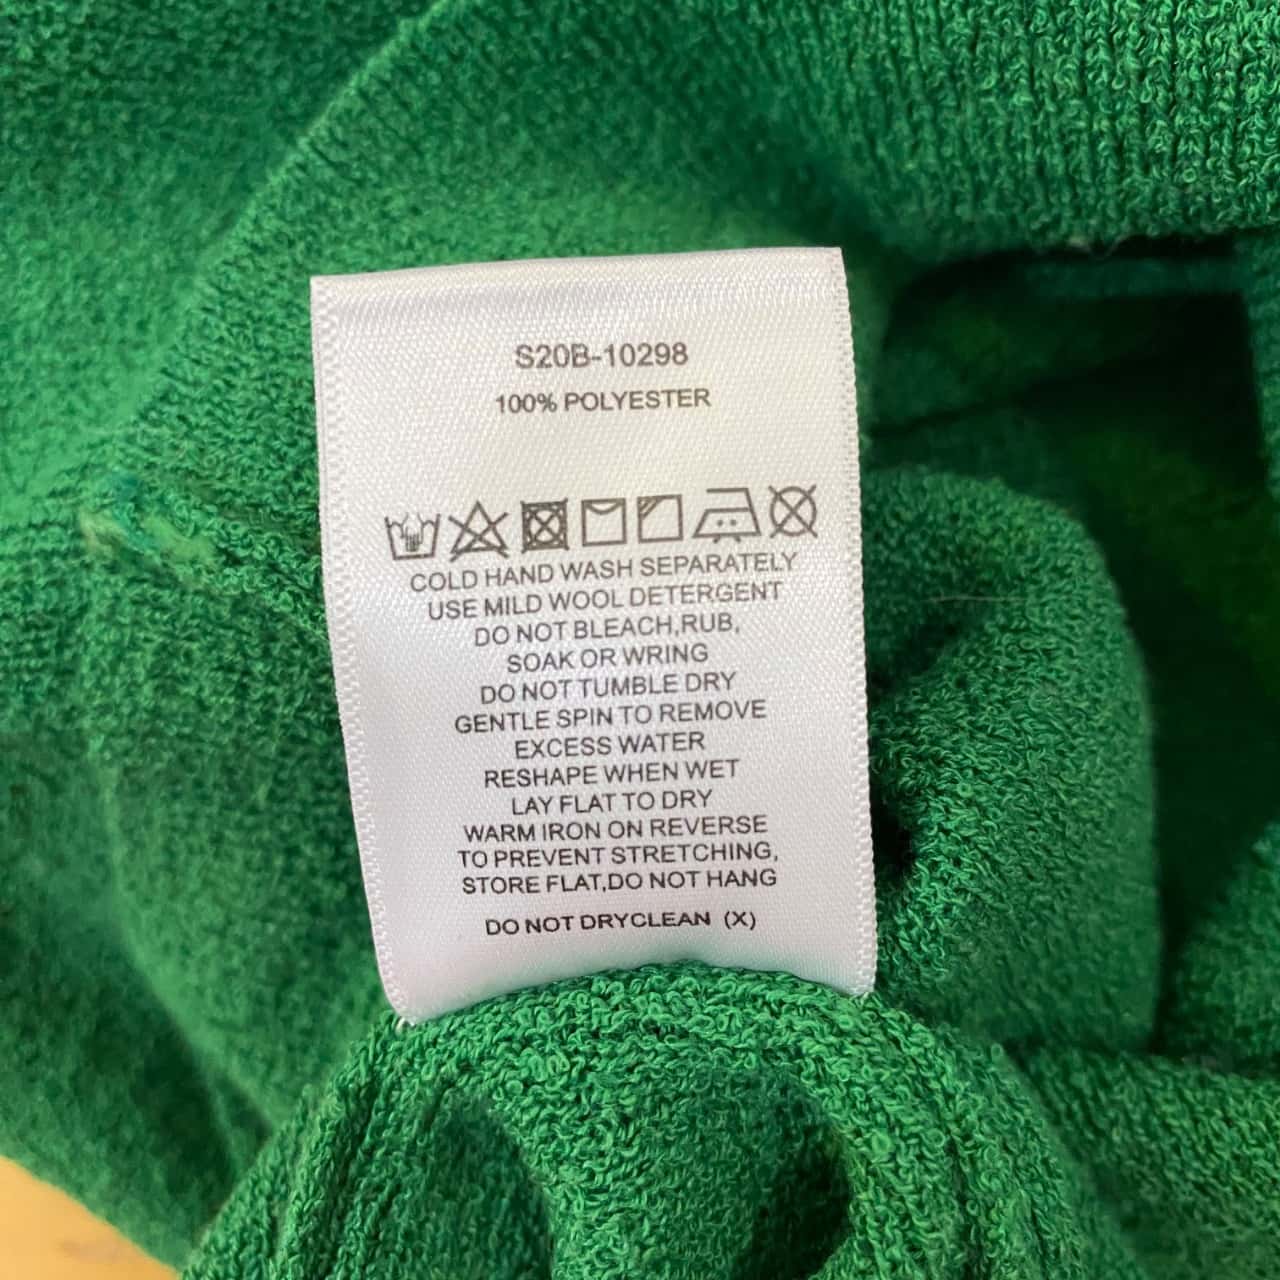 S20B-10298
100% POLYESTER
COLD HAND WASH SEPARATELY
USE MILD WOOL DETERGENT
DO NOT BLEACH,RUB,
SOAK OR WRING
DO NOT TUMBLE DRY
GENTLE SPIN TO REMOVE
EXCESS WATER
RESHAPE WHEN WET
LAY FLAT TO DRY
WARM IRON ON REVERSE
TO PREVENT STRETCHING,
STORE FLAT,DO NOT HANG
DO NOT DRYCLEAN (X)